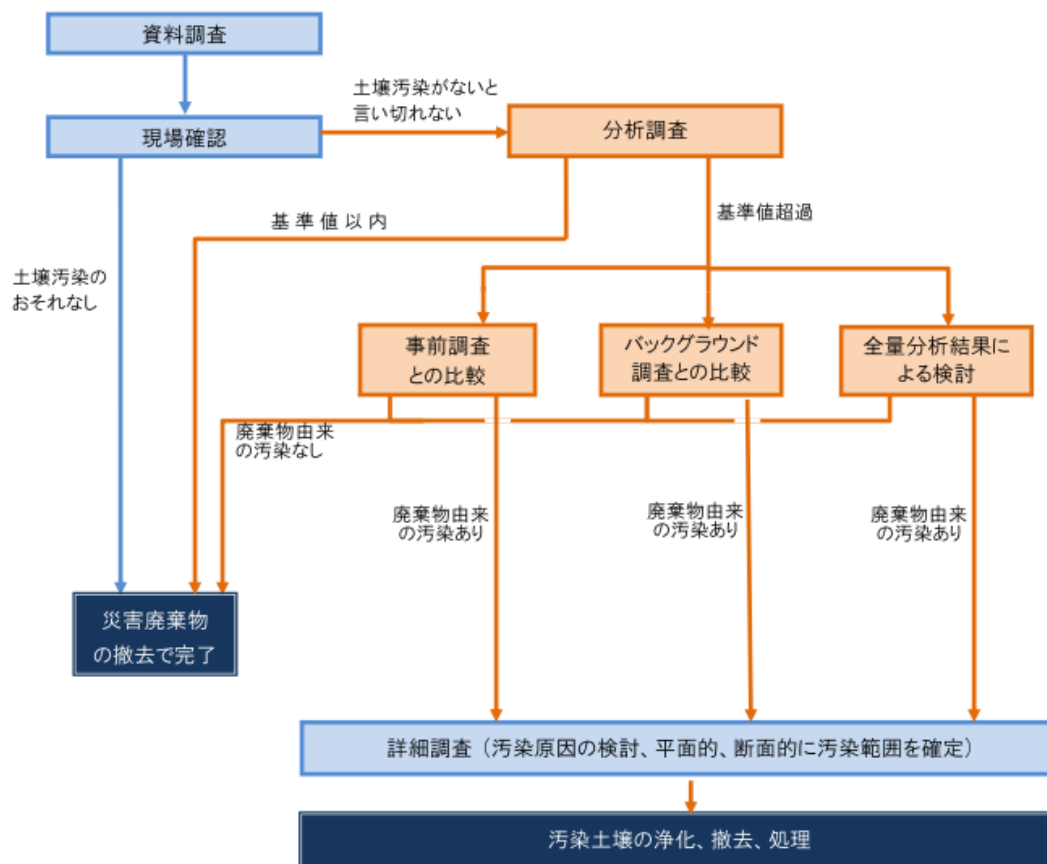 資料調査
土壌汚染がないと
言い切れない
現場確認
分析調査
基準値以内
基準値超過
土壌汚染の
おそれなし
事前調査
との比較
バックグラウンド
調査との比較
全量分析結果に
よる検討
廃棄物由来
の汚染なし
廃棄物由来
の汚染あり
廃棄物由来
の汚染あり
廃棄物由来
の汚染あり
災害廃棄物
の撤去で完了
詳細調査（汚染原因の検討、平面的、断面的に汚染範囲を確定）
汚染土壌の浄化、撤去、処理